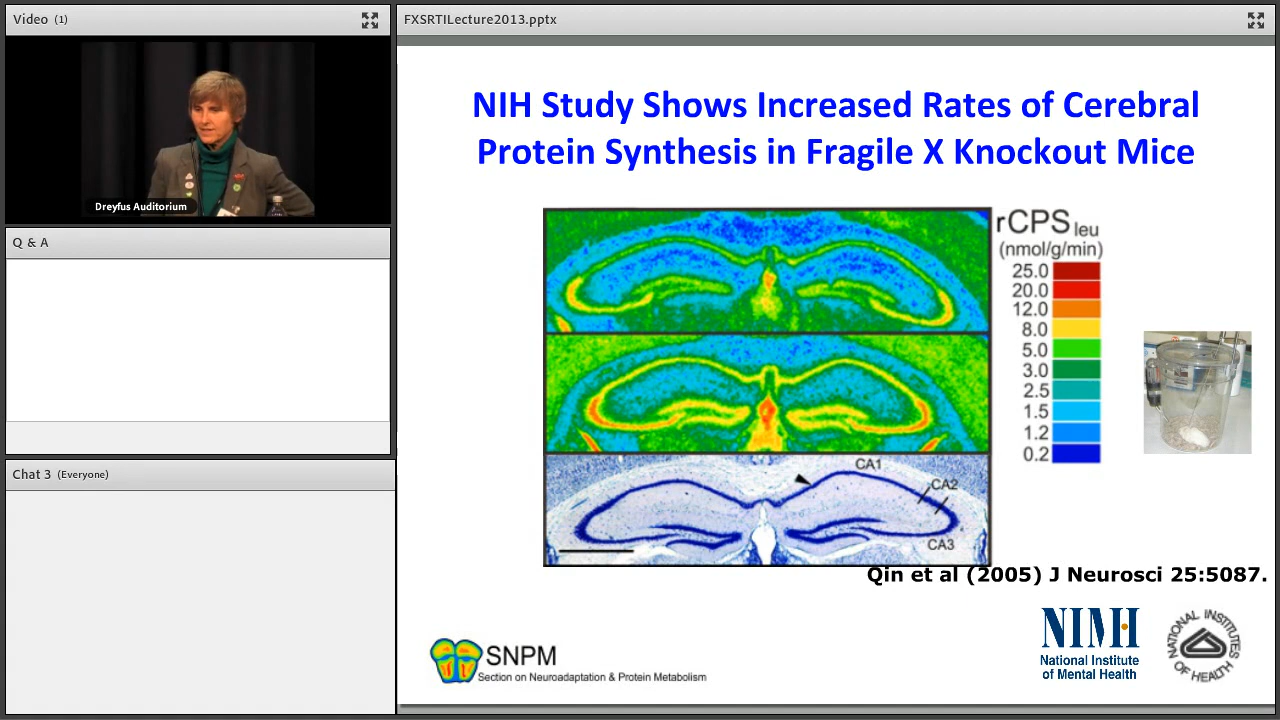 Video (1)
Dreyfus Auditorium
Q & A
Chat 3 (Everyone)
FXSRTILecture2013.pptx
NIH Study Shows Increased Rates of Cerebral
Protein Synthesis in Fragile X Knockout Mice
rCPS leu
(nmol/g/min)
25.0
20.0
12.0
8.0
5.0
3.0
2.5
1.5
1.2
0.2
CA1
CA2
CA3
Qin et al (2005) J Neurosci 25:5087.
SNPM
Section on Neuroadaptation & Protein Metabolism
NIMH
National Institute
of Mental Health
NATIONAL INSTITUTES
OF HEALTH